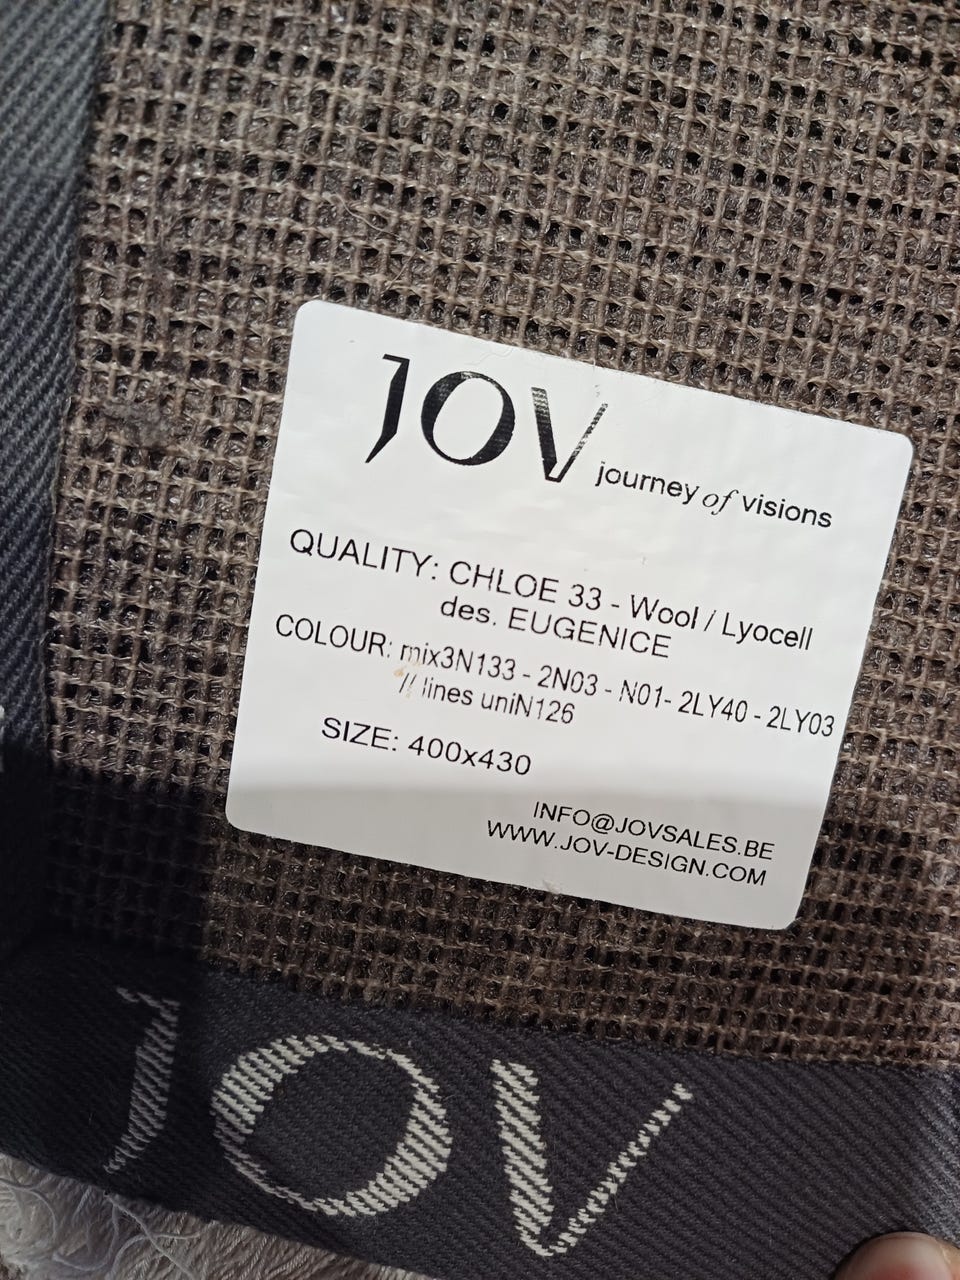 JOV journey of visions
QUALITY: CHLOE 33 - Wool / Lyocell
des. EUGENICE
COLOUR: mix3N133 - 2N03 - N01- 2LY40 - 2LY03
// lines uniN126
SIZE: 400x430
INFO@JOVSALES.BE
WWW.JOV-DESIGN.COM
JOV